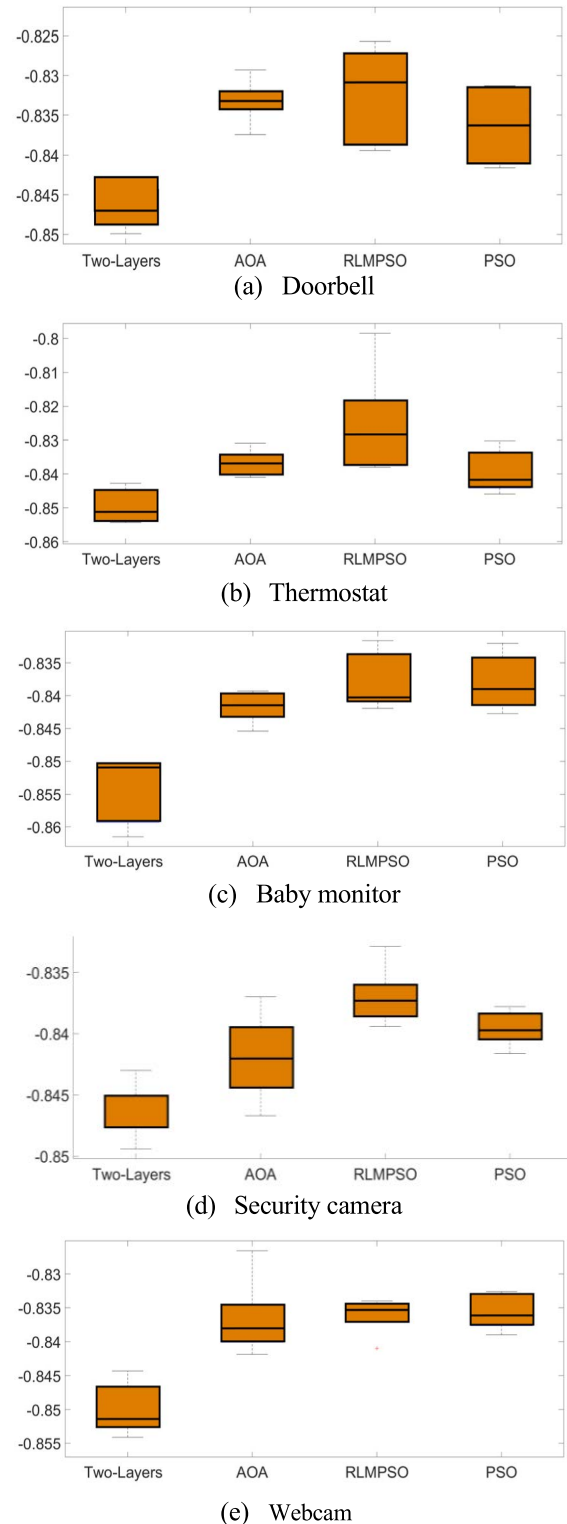 -0.825
-0.83
-0.835
-0.84
-0.845
-0.85
Two-Layers AOA RLMPSO PSO
(a) Doorbell
-0.8
-0.81
-0.82
-0.83
-0.84
-0.85
-0.86
Two-Layers AOA RLMPSO PSO
(b) Thermostat
-0.835
-0.84
-0.845
-0.85
-0.855
-0.86
Two-Layers AOA RLMPSO PSO
(c) Baby monitor
-0.835
-0.84
-0.845
-0.85
Two-Layers AOA RLMPSO PSO
(d) Security camera
-0.83
-0.835
-0.84
-0.845
-0.85
-0.855
Two-Layers AOA RLMPSO PSO
(e) Webcam